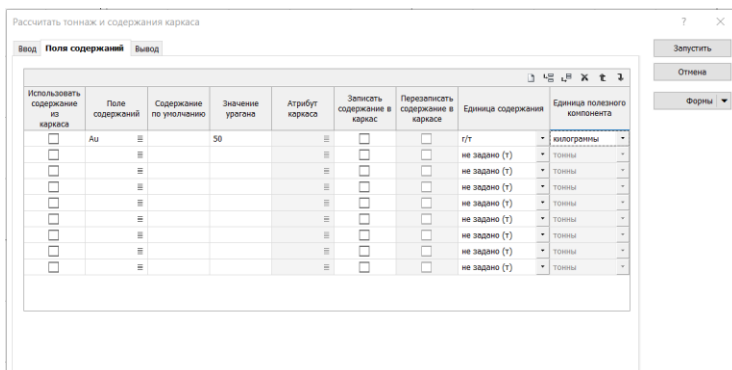 Рассчитать тоннаж и содержания каркаса ? ×
Ввод Поля содержаний Вывод Запустить
Отмена
Формы
Использовать содержание из каркаса Поле содержаний Содержание по умолчанию Значение урагана Атрибут каркаса Записать содержание в каркас Перезаписать содержание в каркасе Единица содержания Единица полезного компонента
Au 50 г/т килограммы
не задано (т) тонны
не задано (т) тонны
не задано (т) тонны
не задано (т) тонны
не задано (т) тонны
не задано (т) тонны
не задано (т) тонны
не задано (т) тонны